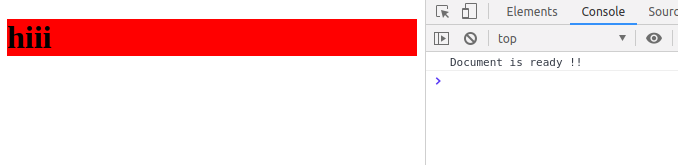 hiii
Elements Console Sourc
top
Document is ready !!